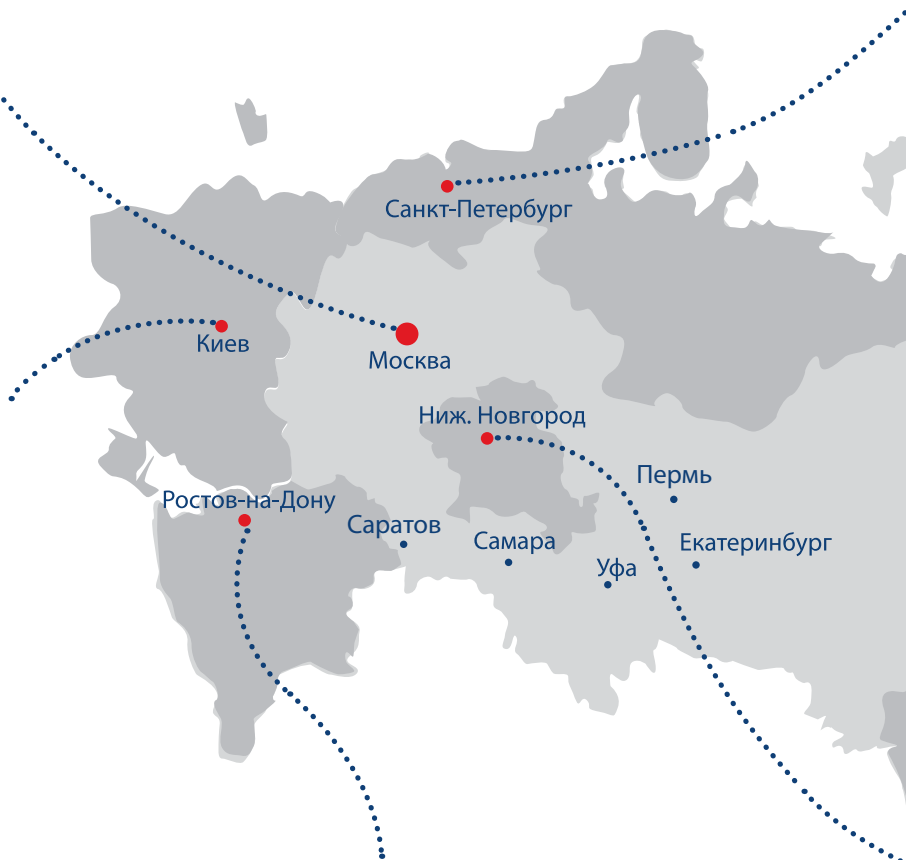 Санкт-Петербург
Киев
Москва
Ниж. Новгород
Пермь
Ростов-на-Дону
Саратов
Самара
Екатеринбург
Уфа